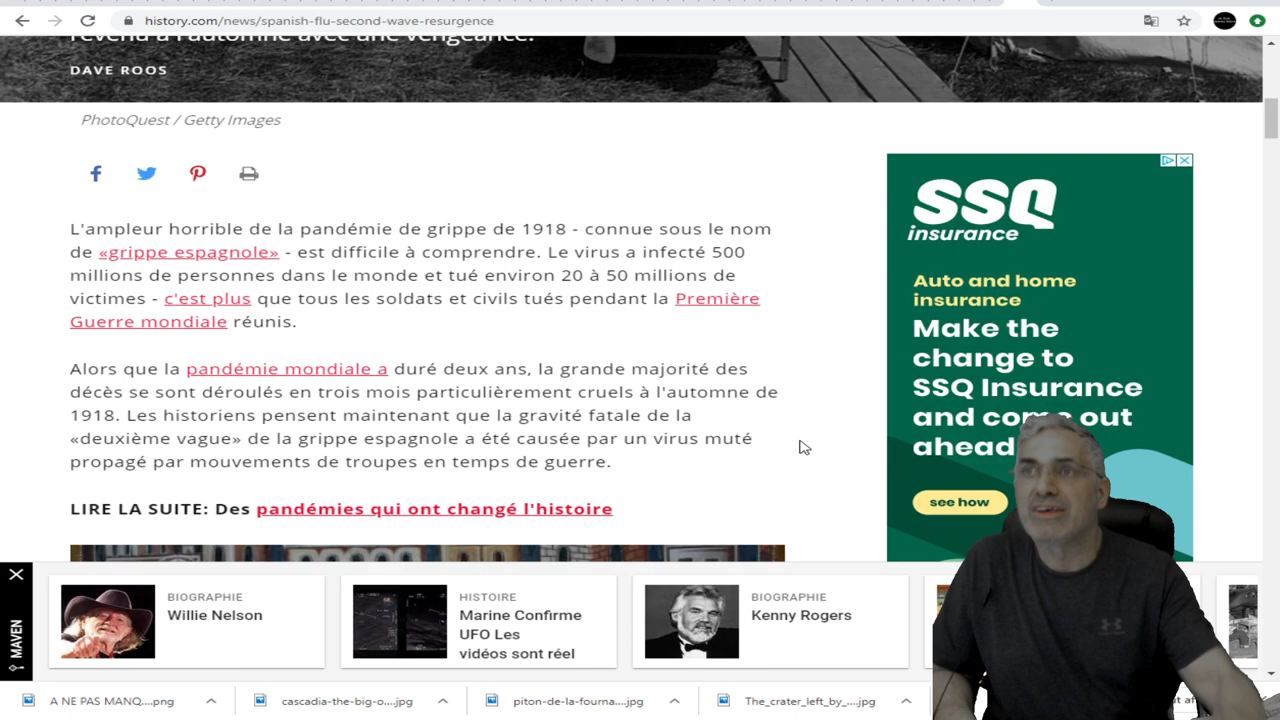 history.com/news/spanish-flu-second-wave-resurgence
revenu à l'automne avec une vengeance.
DAVE ROOS
PhotoQuest / Getty Images
L'ampleur horrible de la pandémie de grippe de 1918 - connue sous le nom
de «grippe espagnole» - est difficile à comprendre. Le virus a infecté 500
millions de personnes dans le monde et tué environ 20 à 50 millions de
victimes - c'est plus que tous les soldats et civils tués pendant la Première
Guerre mondiale réunis.
Alors que la pandémie mondiale a duré deux ans, la grande majorité des
décès se sont déroulés en trois mois particulièrement cruels à l'automne de
1918. Les historiens pensent maintenant que la gravité fatale de la
«deuxième vague» de la grippe espagnole a été causée par un virus muté
propagé par mouvements de troupes en temps de guerre.
LIRE LA SUITE: Des pandémies qui ont changé l'histoire
SSQ
insurance
Auto and home
insurance
Make the
change to
SSQ Insurance
and come out
ahead
see how
MAVEN
BIOGRAPHIE
Willie Nelson
HISTOIRE
Marine Confirme
UFO Les
vidéos sont réel
BIOGRAPHIE
Kenny Rogers
A NE PAS MANQ....png
cascadia-the-big-o....jpg
piton-de-la-fourna....jpg
The_crater_left_by_....jpg